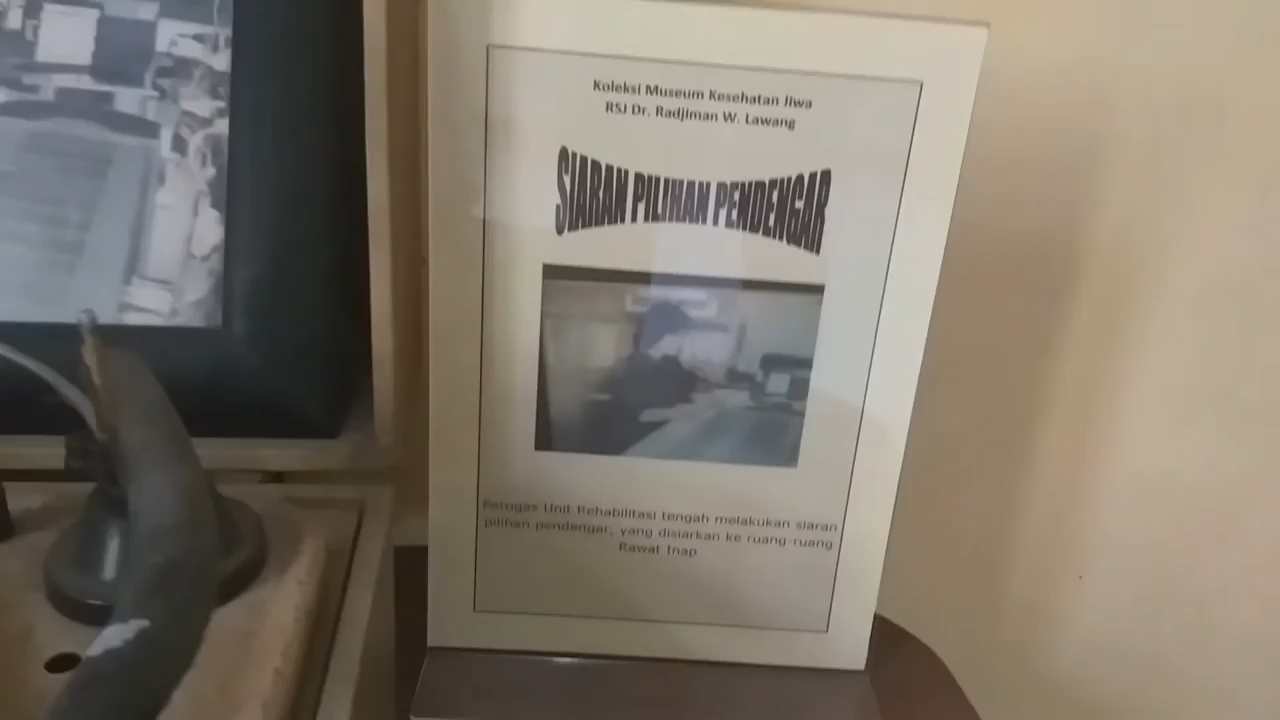 Koleksi Museum Kesehatan Jiwa
RSJ Dr. Radjiman W. Lawang
SIARAN PILIHAN PENDENGAR
Petugas Unit Rehabilitasi tengah melakukan siaran
pilihan pendengar, yang disiarkan ke ruang-ruang
Rawat Inap